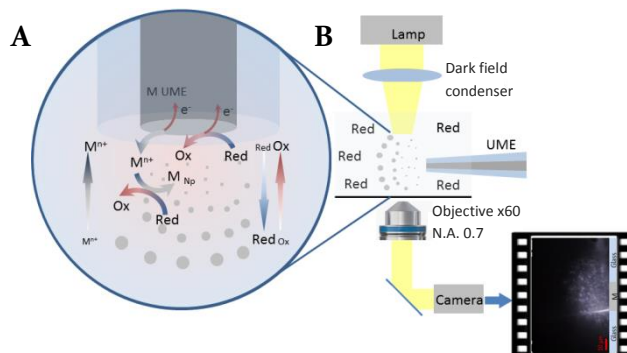 A
M UME
e-
e-
Mn+
Mn+
Ox
Red
Red Ox
M Np
Ox
Red
Mn+
Red Ox
B
Lamp
Dark field
condenser
Red
Red
Red
UME
Red
Red
Objective x60
N.A. 0.7
Camera
Glass
M
Glass